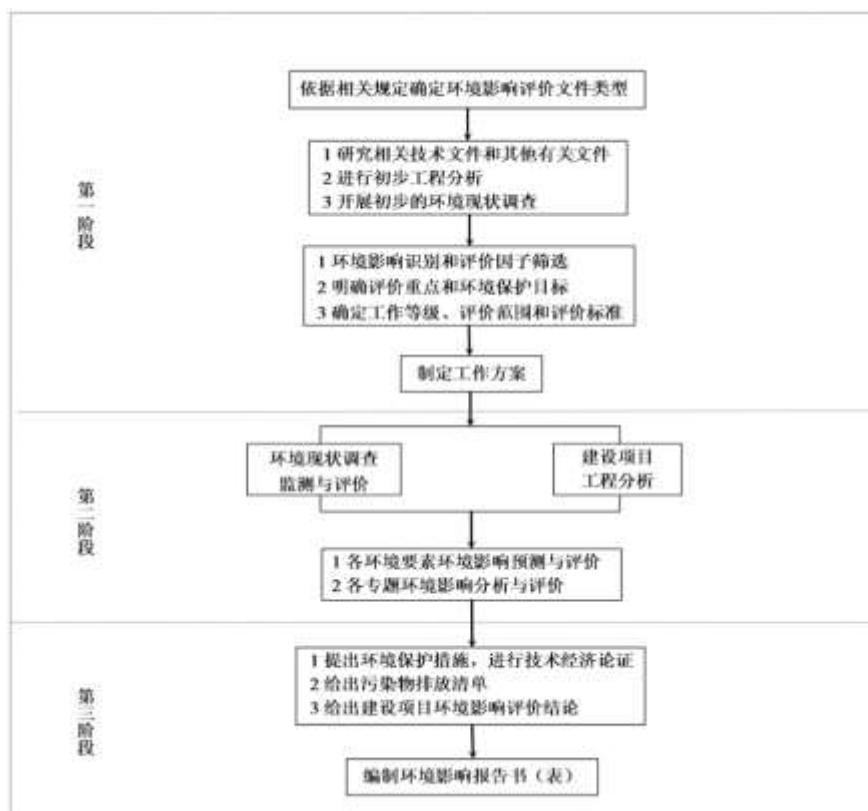 依据相关规定确定环境影响评价文件类型
1 研究相关技术文件和其他有关文件
2 进行初步工程分析
3 开展初步的环境现状调查
第一阶段
1 环境影响识别和评价因子筛选
2 明确评价重点和环境保护目标
3 确定工作等级、评价范围和评价标准
制定工作方案
环境现状调查
监测与评价
建设项目
工程分析
第二阶段
1 各环境要素环境影响预测与评价
2 各专题环境影响分析与评价
1 提出环境保护措施，进行技术经济论证
2 给出污染物排放清单
3 给出建设项目环境影响评价结论
第三阶段
编制环境影响报告书（表）